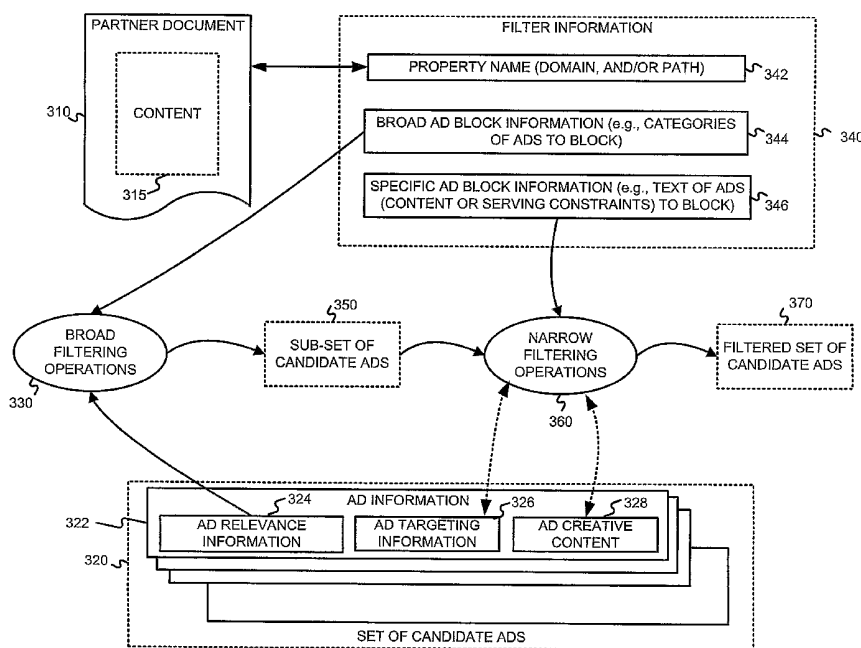 PARTNER DOCUMENT
CONTENT
310
315
FILTER INFORMATION
PROPERTY NAME (DOMAIN, AND/OR PATH)
342
BROAD AD BLOCK INFORMATION (e.g., CATEGORIES
OF ADS TO BLOCK)
344
340
SPECIFIC AD BLOCK INFORMATION (e.g., TEXT OF ADS
(CONTENT OR SERVING CONSTRAINTS) TO BLOCK)
346
BROAD
FILTERING
OPERATIONS
330
350
SUB-SET OF
CANDIDATE ADS
NARROW
FILTERING
OPERATIONS
360
370
FILTERED SET OF
CANDIDATE ADS
AD INFORMATION
322
324
AD RELEVANCE
INFORMATION
326
AD TARGETING
INFORMATION
328
AD CREATIVE
CONTENT
320
SET OF CANDIDATE ADS